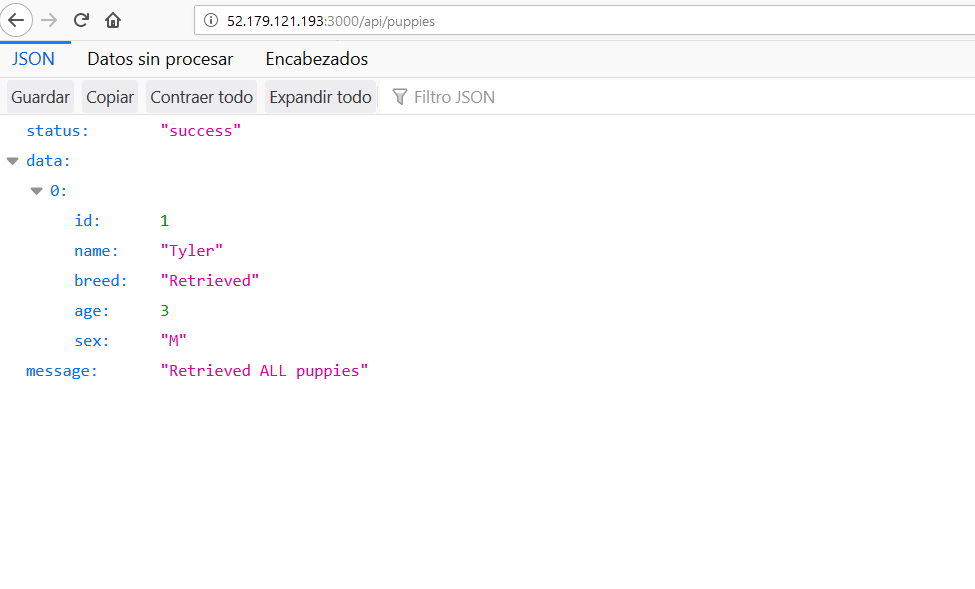 52.179.121.193:3000/api/puppies
JSON Datos sin procesar Encabezados
Guardar Copiar Contraer todo Expandir todo Filtro JSON
status: "success"
data:
0:
id: 1
name: "Tyler"
breed: "Retrieved"
age: 3
sex: "M"
message: "Retrieved ALL puppies"